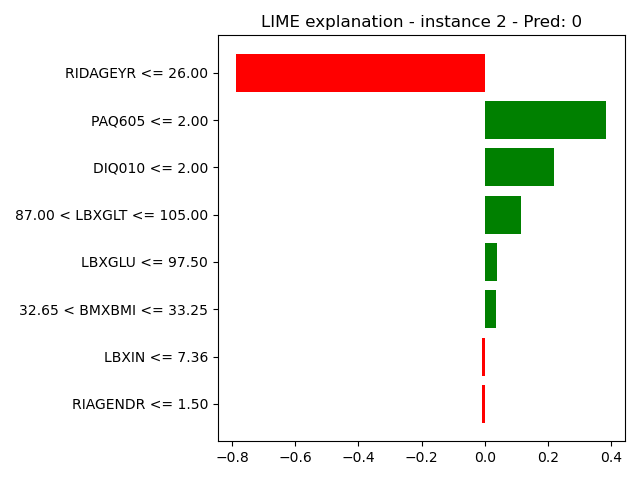 LIME explanation - instance 2 - Pred: 0
RIDAGEYR <= 26.00
PAQ605 <= 2.00
DIQ010 <= 2.00
87.00 < LBXGLT <= 105.00
LBXGLU <= 97.50
32.65 < BMXBMI <= 33.25
LBXIN <= 7.36
RIAGENDR <= 1.50
−0.8 −0.6 −0.4 −0.2 0.0 0.2 0.4